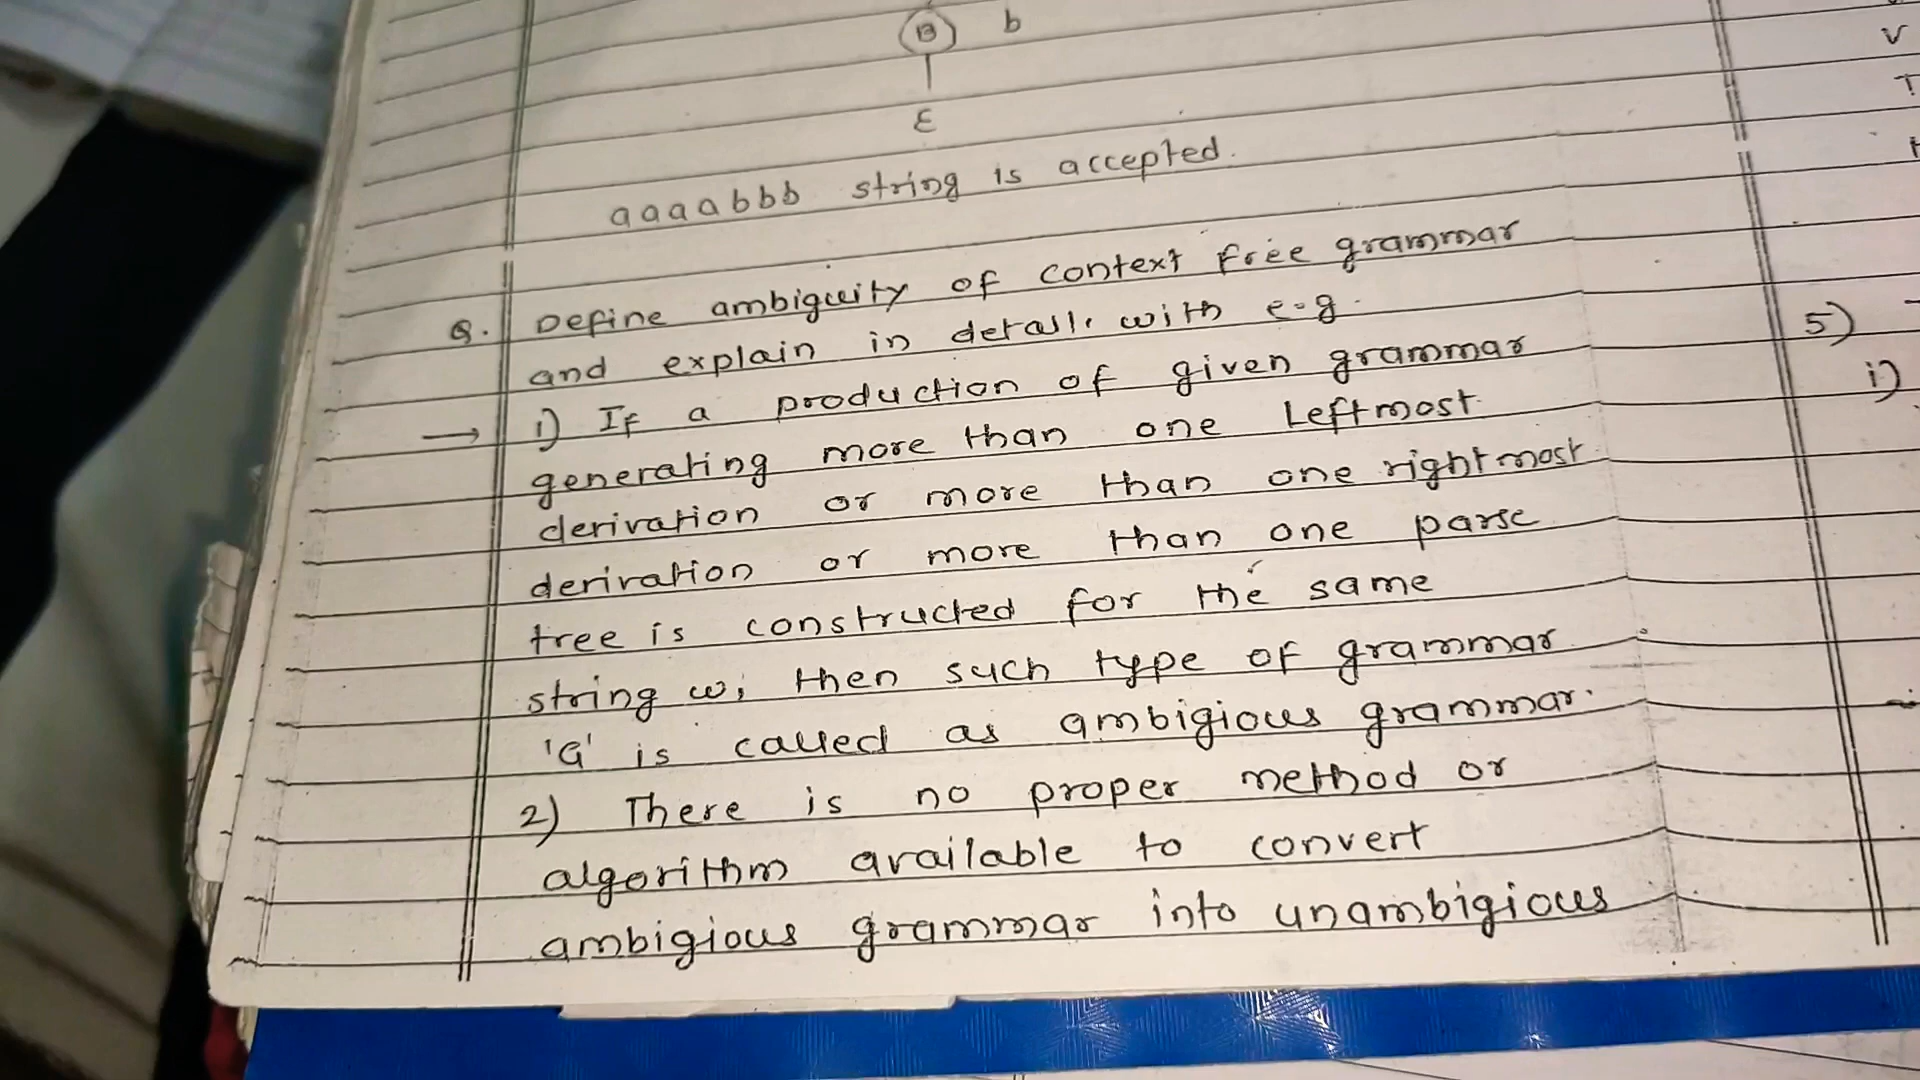 B b
ε
aaaabbb string is accepted.
Q. Define ambiguity of context free grammar
and explain in detail. with e.g.
→ 1) If a production of given grammar
generating more than one Leftmost
derivation or more than one rightmost
derivation or more than one parse
tree is constructed for the same
string w; then such type of grammar
'G' is called as ambigious grammar.
2) There is no proper method or
algorithm available to convert
ambigious grammar into unambigious
V
T
5)
i)